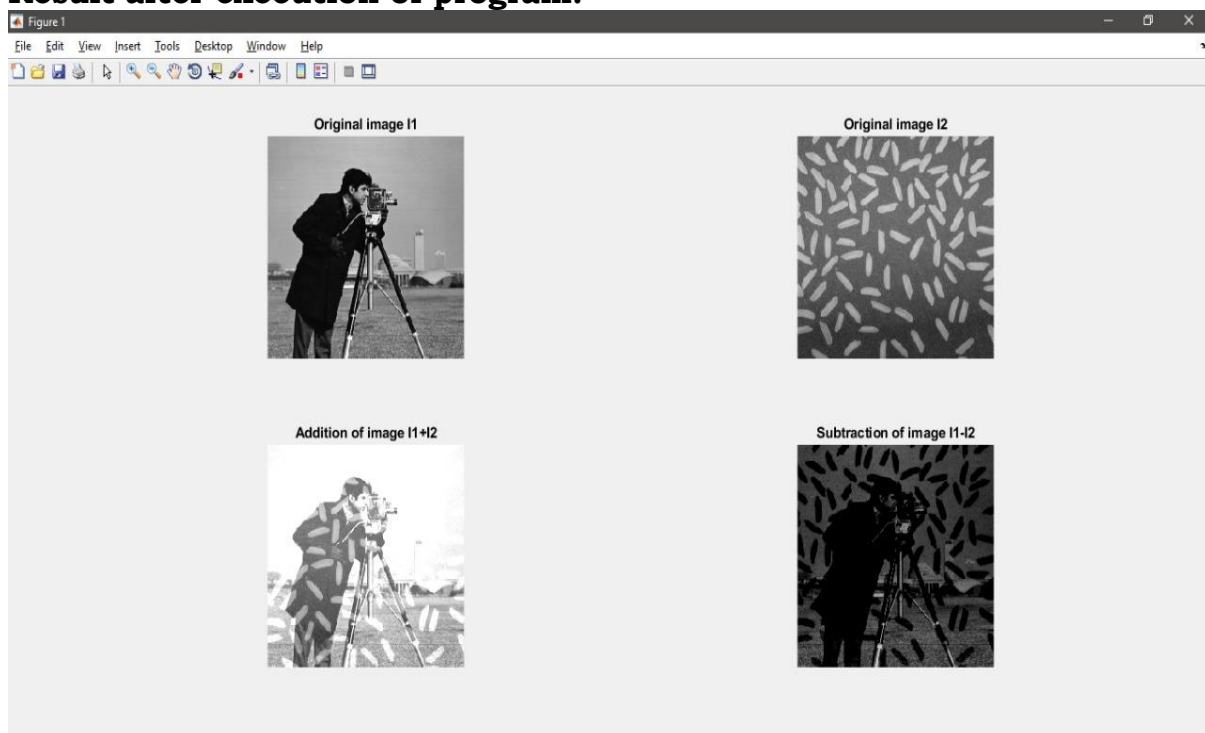 Result after execution of program:
Figure 1
File Edit View Insert Tools Desktop Window Help
Original image I1
Original image I2
Addition of image I1+I2
Subtraction of image I1-I2